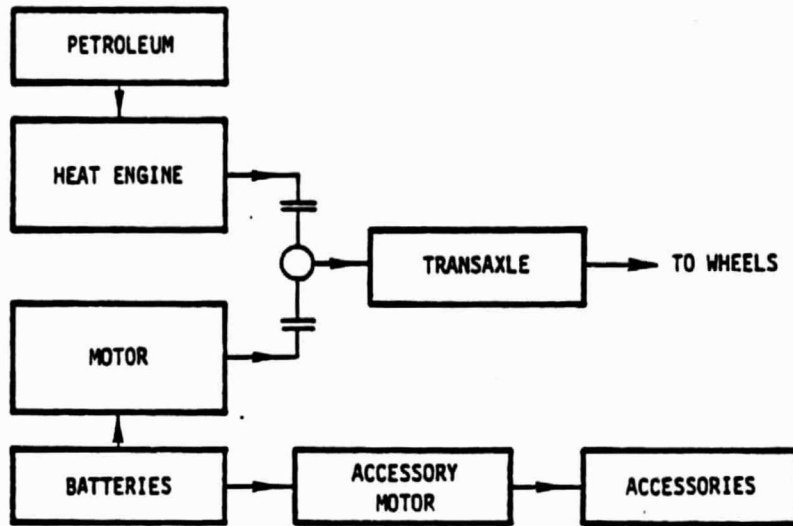 PETROLEUM
HEAT ENGINE
TRANSAXLE
TO WHEELS
MOTOR
BATTERIES
ACCESSORY
MOTOR
ACCESSORIES